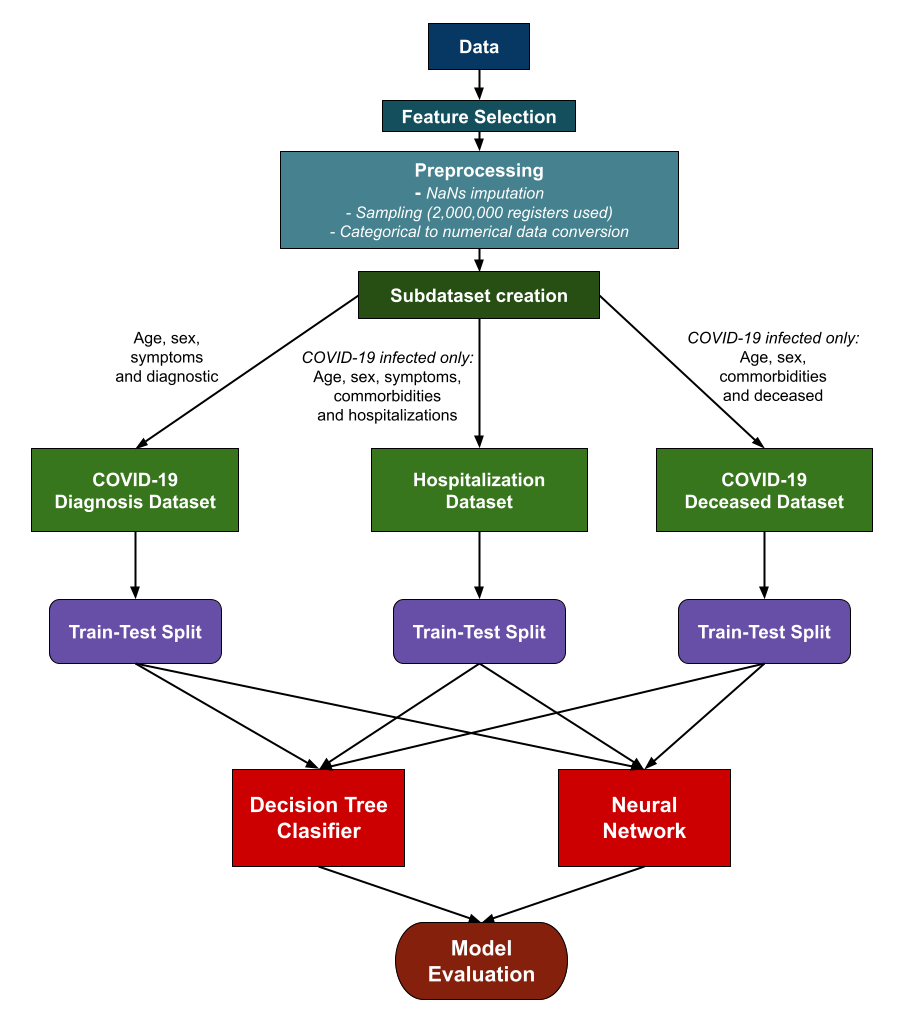 Data
Feature Selection
Preprocessing
- NaNs imputation
- Sampling (2,000,000 registers used)
- Categorical to numerical data conversion
Subdataset creation
Age, sex,
symptoms
and diagnostic
COVID-19 infected only:
Age, sex, symptoms,
commorbidities
and hospitalizations
COVID-19 infected only:
Age, sex,
commorbidities
and deceased
COVID-19
Diagnosis Dataset
Hospitalization
Dataset
COVID-19
Deceased Dataset
Train-Test Split
Train-Test Split
Train-Test Split
Decision Tree
Clasifier
Neural
Network
Model
Evaluation